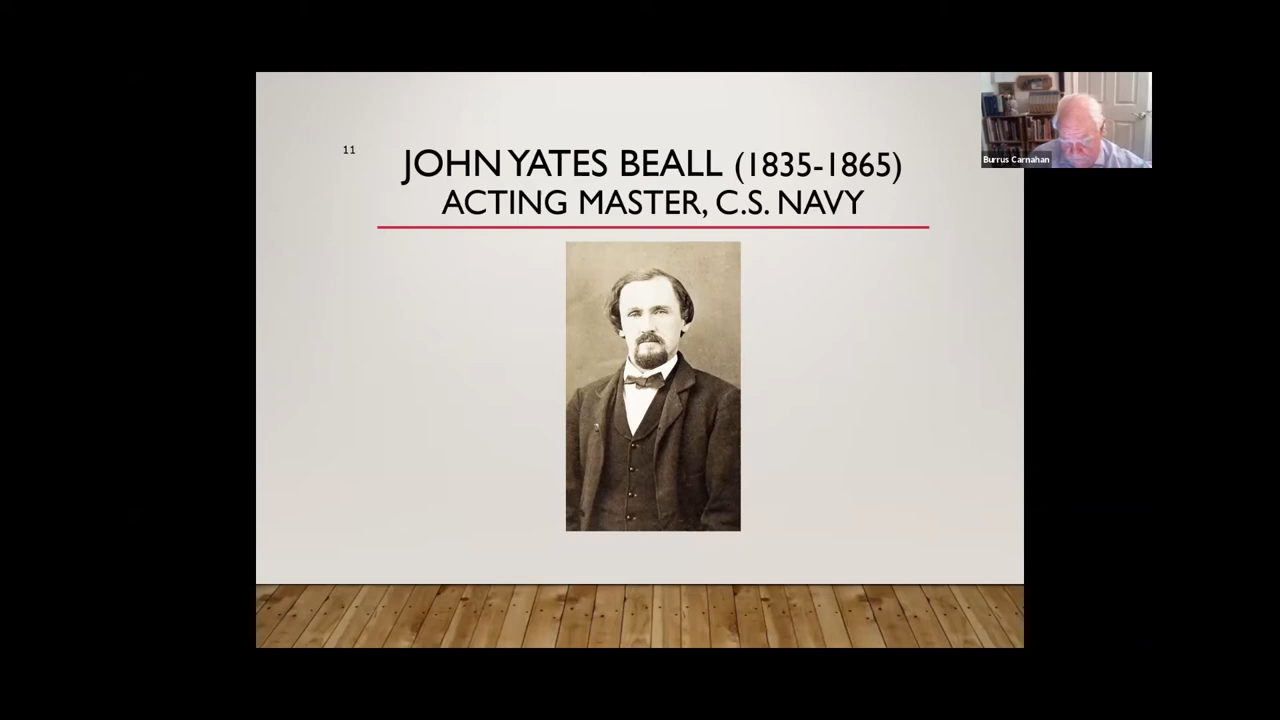 11
JOHN YATES BEALL (1835-1865)
ACTING MASTER, C.S. NAVY
Burrus Carnahan